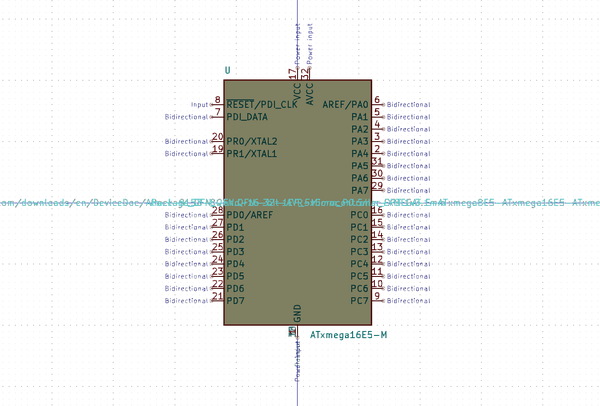 Power input
Power input
U
17
32
VCC
AVCC
Input 8 RESET/PDI_CLK AREF/PA0 6 Bidirectional
Bidirectional 7 PDI_DATA PA1 5 Bidirectional
PA2 4 Bidirectional
Bidirectional 20 PR0/XTAL2 PA3 3 Bidirectional
Bidirectional 19 PR1/XTAL1 PA4 2 Bidirectional
PA5 31 Bidirectional
PA6 30 Bidirectional
PA7 29 Bidirectional
ATxmega8E5 ATxmega16E5
Bidirectional 28 PD0/AREF PC0 16 Bidirectional
Bidirectional 27 PD1 PC1 15 Bidirectional
Bidirectional 26 PD2 PC2 14 Bidirectional
Bidirectional 25 PD3 PC3 13 Bidirectional
Bidirectional 24 PD4 PC4 12 Bidirectional
Bidirectional 23 PD5 PC5 11 Bidirectional
Bidirectional 22 PD6 PC6 10 Bidirectional
Bidirectional 21 PD7 PC7 9 Bidirectional
GND
ATxmega16E5-M